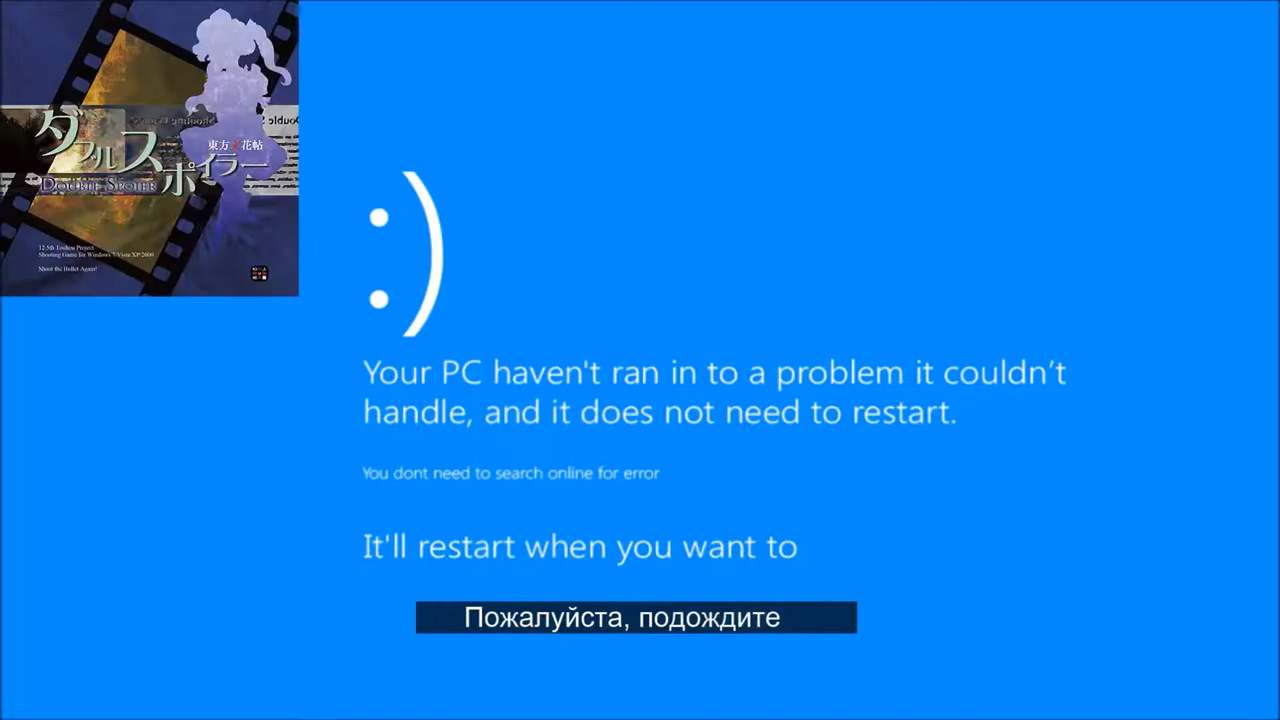 ダブルスポイラー
東方文花帖
DOUBLE SPOILER
12.5th Touhou Project
Shooting Game for Windows 7/Vista/XP/2000
Shoot the Bullet Again!
:)
Your PC haven't ran in to a problem it couldn’t
handle, and it does not need to restart.
You dont need to search online for error
It'll restart when you want to
Пожалуйста, подождите